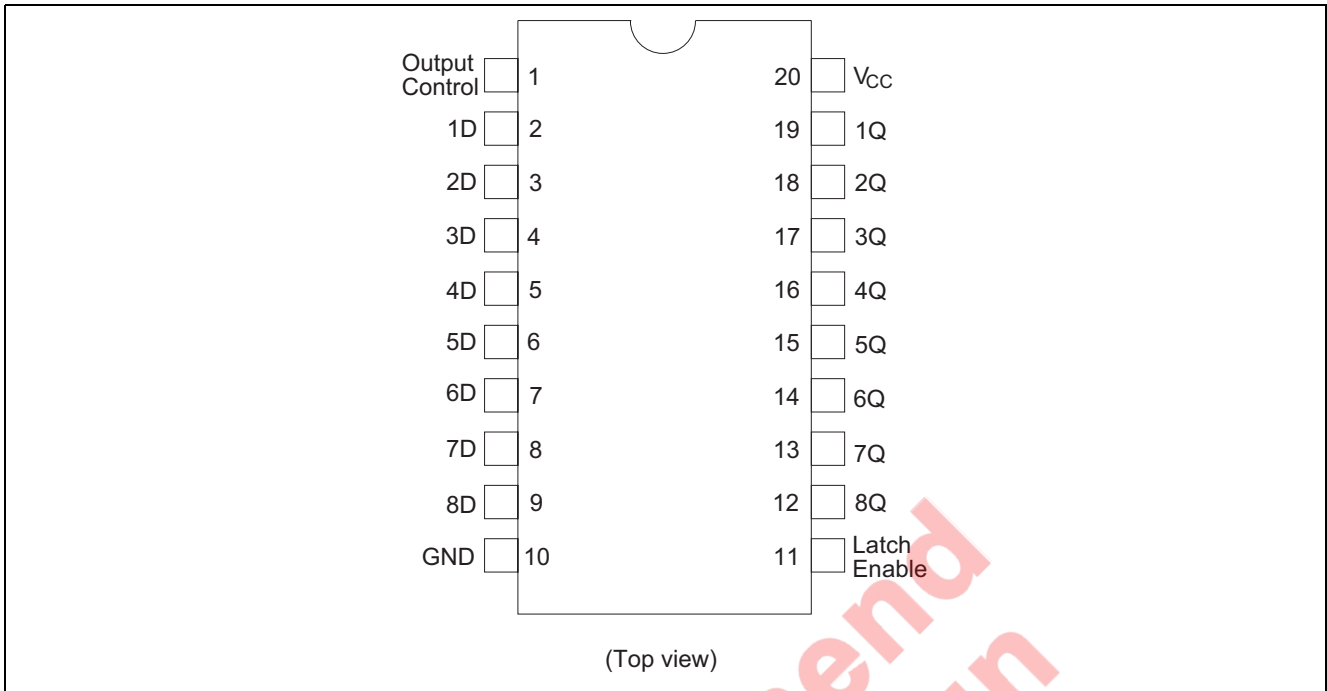 Output
Control 1 20 VCC
1D 2 19 1Q
2D 3 18 2Q
3D 4 17 3Q
4D 5 16 4Q
5D 6 15 5Q
6D 7 14 6Q
7D 8 13 7Q
8D 9 12 8Q
GND 10 11 Latch
Enable
(Top view)